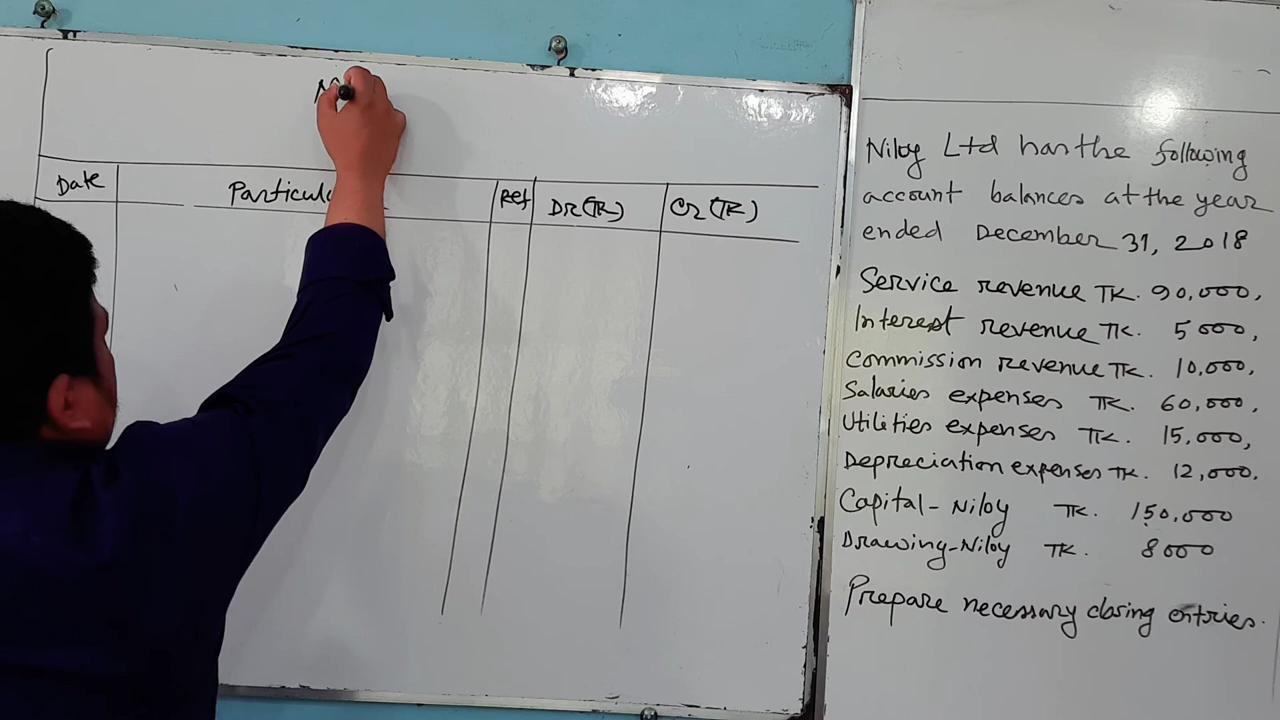 Date
Ref
Dr (TK)
Cr (TK)
Niloy Ltd has the following
account balances at the year
ended December 31, 2018
Service revenue TK. 90,000,
Interest revenue TK. 5000,
Commission revenue TK. 10,000,
Salaries expenses TK. 60,000,
Utilities expenses TK. 15,000,
Depreciation expenses TK. 12,000.
Capital-Niloy TK. 150,000
Drawing-Niloy TK. 8000
Prepare necessary closing entries.